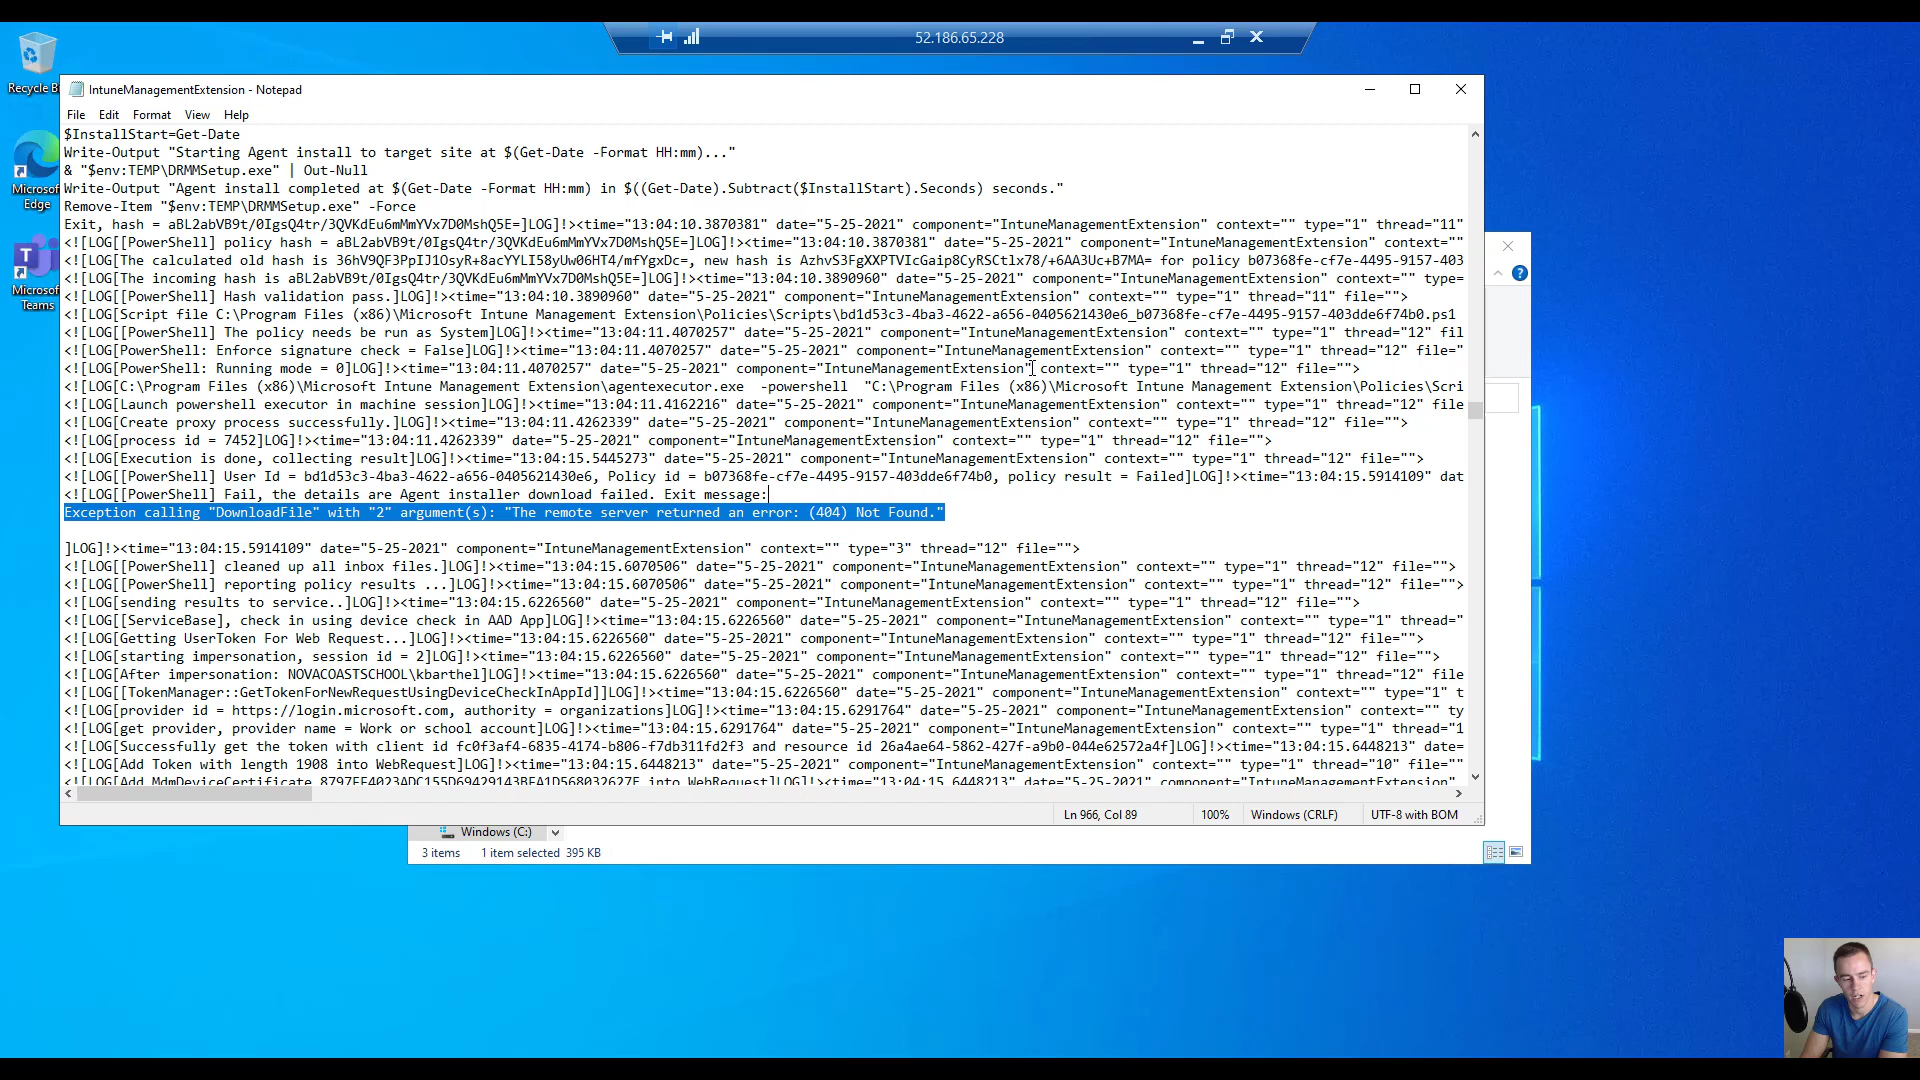 52.186.65.228
Recycle B
Microsof
Edge
T
Microsof
Teams
IntuneManagementExtension - Notepad
File Edit Format View Help
$InstallStart=Get-Date
Write-Output "Starting Agent install to target site at $(Get-Date -Format HH:mm)..."
& "$env:TEMP\DRMMSetup.exe" | Out-Null
Write-Output "Agent install completed at $(Get-Date -Format HH:mm) in $((Get-Date).Subtract($InstallStart).Seconds) seconds."
Remove-Item "$env:TEMP\DRMMSetup.exe" -Force
Exit, hash = aBL2abVB9t/0IgsQ4tr/3QVKdEu6mMmYVx7D0MshQ5E=]LOG]!><time="13:04:10.3870381" date="5-25-2021" component="IntuneManagementExtension" context="" type="1" thread="11"
<![LOG[[PowerShell] policy hash = aBL2abVB9t/0IgsQ4tr/3QVKdEu6mMmYVx7D0MshQ5E=]LOG]!><time="13:04:10.3870381" date="5-25-2021" component="IntuneManagementExtension" context=""
<![LOG[The calculated old hash is 36hV9QF3PpIJ1OsyR+8acYYLI58yUw06HT4/mfYgxDc=, new hash is AzhvS3FgXXPTVIcGaip8CyRSCtlx78/+6AA3Uc+B7MA= for policy b07368fe-cf7e-4495-9157-403
<![LOG[The incoming hash is aBL2abVB9t/0IgsQ4tr/3QVKdEu6mMmYVx7D0MshQ5E=]LOG]!><time="13:04:10.3890960" date="5-25-2021" component="IntuneManagementExtension" context="" type=
<![LOG[[PowerShell] Hash validation pass.]LOG]!><time="13:04:10.3890960" date="5-25-2021" component="IntuneManagementExtension" context="" type="1" thread="11" file="">
<![LOG[Script file C:\Program Files (x86)\Microsoft Intune Management Extension\Policies\Scripts\bd1d53c3-4ba3-4622-a656-0405621430e6_b07368fe-cf7e-4495-9157-403dde6f74b0.ps1
<![LOG[[PowerShell] The policy needs be run as System]LOG]!><time="13:04:11.4070257" date="5-25-2021" component="IntuneManagementExtension" context="" type="1" thread="12" fil
<![LOG[PowerShell: Enforce signature check = False]LOG]!><time="13:04:11.4070257" date="5-25-2021" component="IntuneManagementExtension" context="" type="1" thread="12" file="
<![LOG[PowerShell: Running mode = 0]LOG]!><time="13:04:11.4070257" date="5-25-2021" component="IntuneManagementExtension" context="" type="1" thread="12" file="">
<![LOG[C:\Program Files (x86)\Microsoft Intune Management Extension\agentexecutor.exe  -powershell  "C:\Program Files (x86)\Microsoft Intune Management Extension\Policies\Scri
<![LOG[Launch powershell executor in machine session]LOG]!><time="13:04:11.4162216" date="5-25-2021" component="IntuneManagementExtension" context="" type="1" thread="12" file
<![LOG[Create proxy process successfully.]LOG]!><time="13:04:11.4262339" date="5-25-2021" component="IntuneManagementExtension" context="" type="1" thread="12" file="">
<![LOG[process id = 7452]LOG]!><time="13:04:11.4262339" date="5-25-2021" component="IntuneManagementExtension" context="" type="1" thread="12" file="">
<![LOG[Execution is done, collecting result]LOG]!><time="13:04:15.5445273" date="5-25-2021" component="IntuneManagementExtension" context="" type="1" thread="12" file="">
<![LOG[[PowerShell] User Id = bd1d53c3-4ba3-4622-a656-0405621430e6, Policy id = b07368fe-cf7e-4495-9157-403dde6f74b0, policy result = Failed]LOG]!><time="13:04:15.5914109" dat
<![LOG[[PowerShell] Fail, the details are Agent installer download failed. Exit message:
Exception calling "DownloadFile" with "2" argument(s): "The remote server returned an error: (404) Not Found."
]LOG]!><time="13:04:15.5914109" date="5-25-2021" component="IntuneManagementExtension" context="" type="3" thread="12" file="">
<![LOG[[PowerShell] cleaned up all inbox files.]LOG]!><time="13:04:15.6070506" date="5-25-2021" component="IntuneManagementExtension" context="" type="1" thread="12" file="">
<![LOG[[PowerShell] reporting policy results ...]LOG]!><time="13:04:15.6070506" date="5-25-2021" component="IntuneManagementExtension" context="" type="1" thread="12" file="">
<![LOG[sending results to service..]LOG]!><time="13:04:15.6226560" date="5-25-2021" component="IntuneManagementExtension" context="" type="1" thread="12" file="">
<![LOG[[ServiceBase], check in using device check in AAD App]LOG]!><time="13:04:15.6226560" date="5-25-2021" component="IntuneManagementExtension" context="" type="1" thread="
<![LOG[Getting UserToken For Web Request...]LOG]!><time="13:04:15.6226560" date="5-25-2021" component="IntuneManagementExtension" context="" type="1" thread="12" file="">
<![LOG[starting impersonation, session id = 2]LOG]!><time="13:04:15.6226560" date="5-25-2021" component="IntuneManagementExtension" context="" type="1" thread="12" file="">
<![LOG[After impersonation: NOVACOASTSCHOOL\kbarthel]LOG]!><time="13:04:15.6226560" date="5-25-2021" component="IntuneManagementExtension" context="" type="1" thread="12" file
<![LOG[[TokenManager::GetTokenForNewRequestUsingDeviceCheckInAppId]]LOG]!><time="13:04:15.6226560" date="5-25-2021" component="IntuneManagementExtension" context="" type="1" t
<![LOG[provider id = https://login.microsoft.com, authority = organizations]LOG]!><time="13:04:15.6291764" date="5-25-2021" component="IntuneManagementExtension" context="" ty
<![LOG[get provider, provider name = Work or school account]LOG]!><time="13:04:15.6291764" date="5-25-2021" component="IntuneManagementExtension" context="" type="1" thread="1
<![LOG[Successfully get the token with client id fc0f3af4-6835-4174-b806-f7db311fd2f3 and resource id 26a4ae64-5862-427f-a9b0-044e62572a4f]LOG]!><time="13:04:15.6448213" date=
<![LOG[Add Token with length 1908 into WebRequest]LOG]!><time="13:04:15.6448213" date="5-25-2021" component="IntuneManagementExtension" context="" type="1" thread="10" file=""
<![LOG[Add MdmDeviceCertificate 8797FF4023ADC155D69429143BFA1D568032627F into WebRequest]LOG]!><time="13:04:15.6448213" date="5-25-2021" component="IntuneManagementExtension"
Ln 966, Col 89 100% Windows (CRLF) UTF-8 with BOM
Windows (C:)
3 items 1 item selected 395 KB